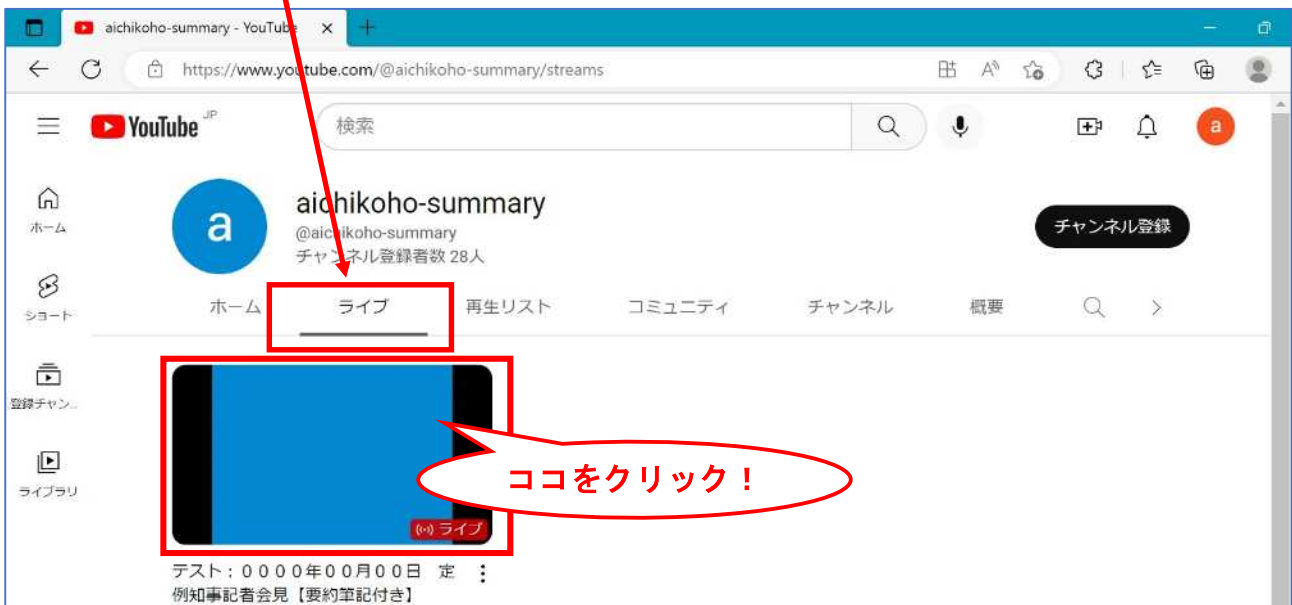 aichikoho-summary - YouTube
https://www.youtube.com/@aichikoho-summary/streams
YouTube JP
検索
a
ホーム
ショート
登録チャン...
ライブラリ
a
aichikoho-summary
@aichikoho-summary
チャンネル登録者数 28人
チャンネル登録
ホーム
ライブ
再生リスト
コミュニティ
チャンネル
概要
ココをクリック！
ライブ
テスト：００００年００月００日　定
例知事記者会見【要約筆記付き】